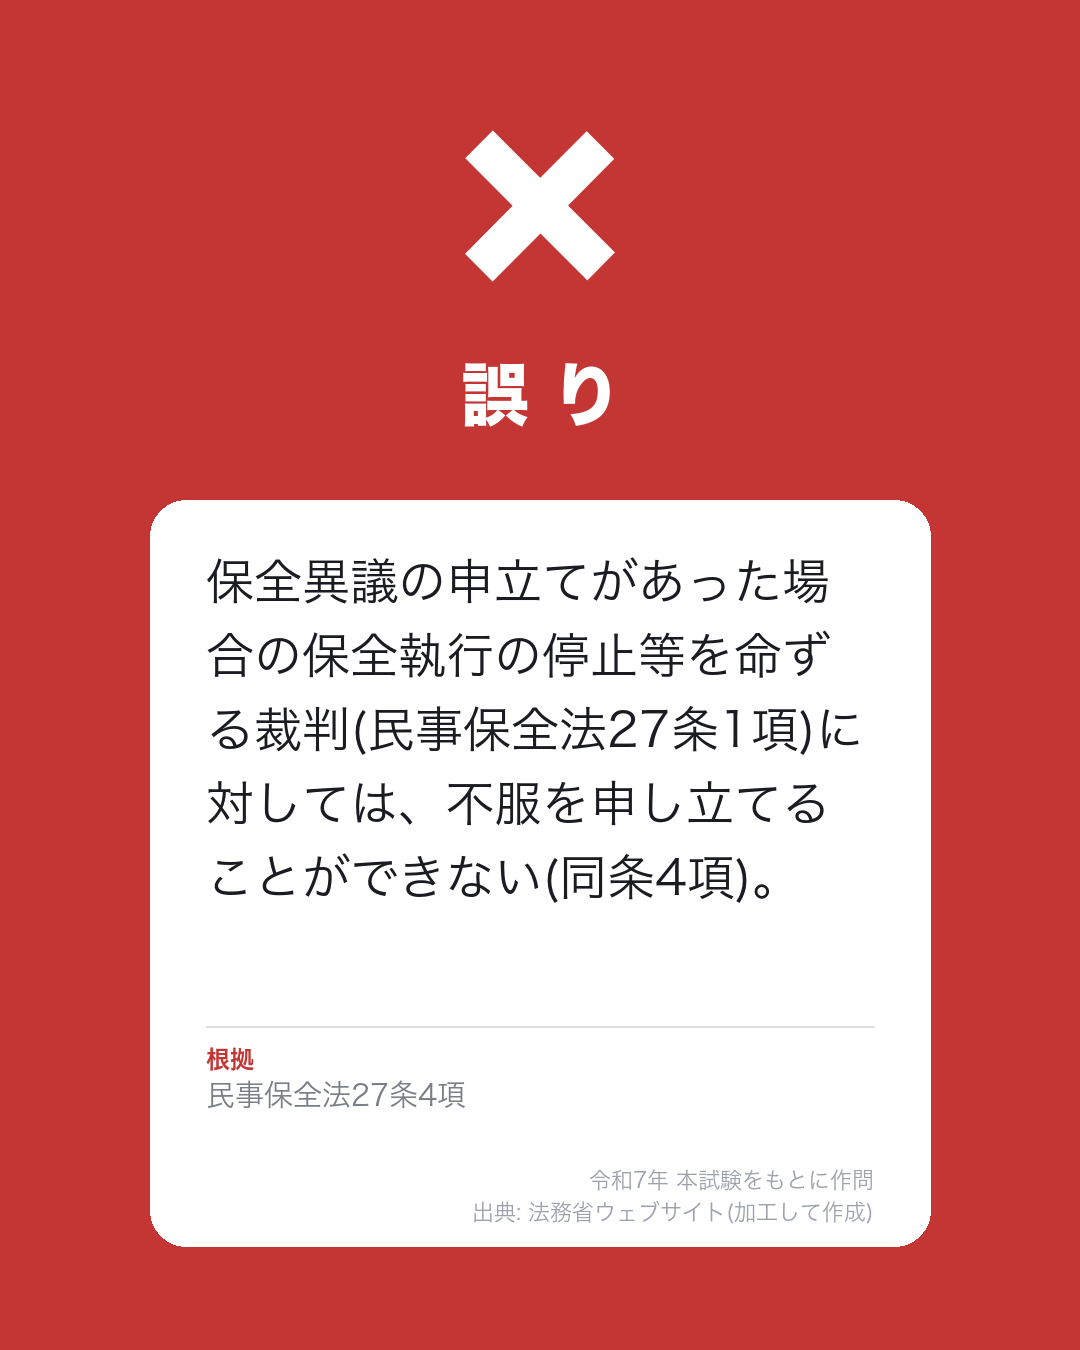 誤り
保全異議の申立てがあった場
合の保全執行の停止等を命ず
る裁判(民事保全法27条1項)に
対しては、不服を申し立てる
ことができない(同条4項)。
根拠
民事保全法27条4項
令和7年 本試験をもとに作問
出典: 法務省ウェブサイト(加工して作成)